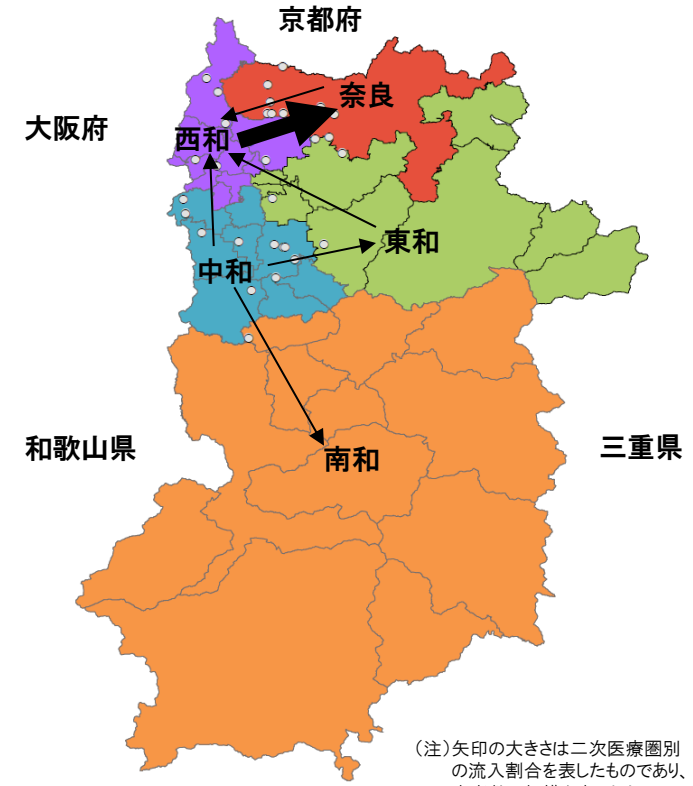 京都府
奈良
大阪府
西和
東和
中和
和歌山県
三重県
南和
(注)矢印の大きさは二次医療圏別
の流入割合を表したものであり、